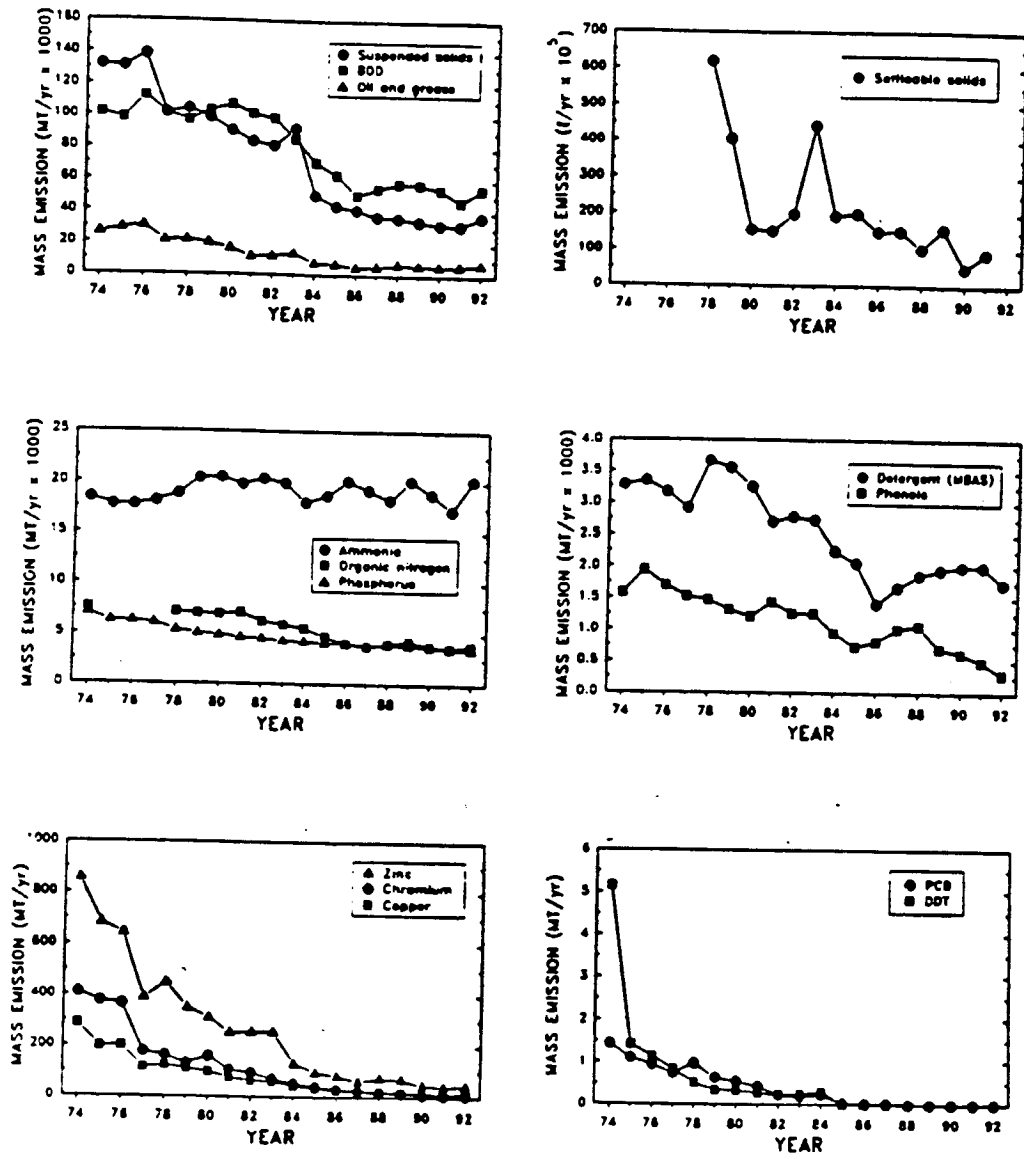 MASS EMISSION (MT/yr x 1000)
160
140
120
100
80
60
40
20
0
Suspended solids
BOD
Oil and grease
74 76 78 80 82 84 86 88 90 92
YEAR
MASS EMISSION (ℓ/yr x 10⁵)
700
600
500
400
300
200
100
0
Settleable solids
74 76 78 80 82 84 86 88 90 92
YEAR
MASS EMISSION (MT/yr x 1000)
25
20
15
10
5
0
Ammonia
Organic nitrogen
Phosphorus
74 76 78 80 82 84 86 88 90 92
YEAR
MASS EMISSION (MT/yr x 1000)
4.0
3.5
3.0
2.5
2.0
1.5
1.0
0.5
0.0
Detergent (MBAS)
Phenols
74 76 78 80 82 84 86 88 90 92
YEAR
MASS EMISSION (MT/yr)
1000
800
600
400
200
0
Zinc
Chromium
Copper
74 76 78 80 82 84 86 88 90 92
YEAR
MASS EMISSION (MT/yr)
6
5
4
3
2
1
0
PCB
DDT
74 76 78 80 82 84 86 88 90 92
YEAR